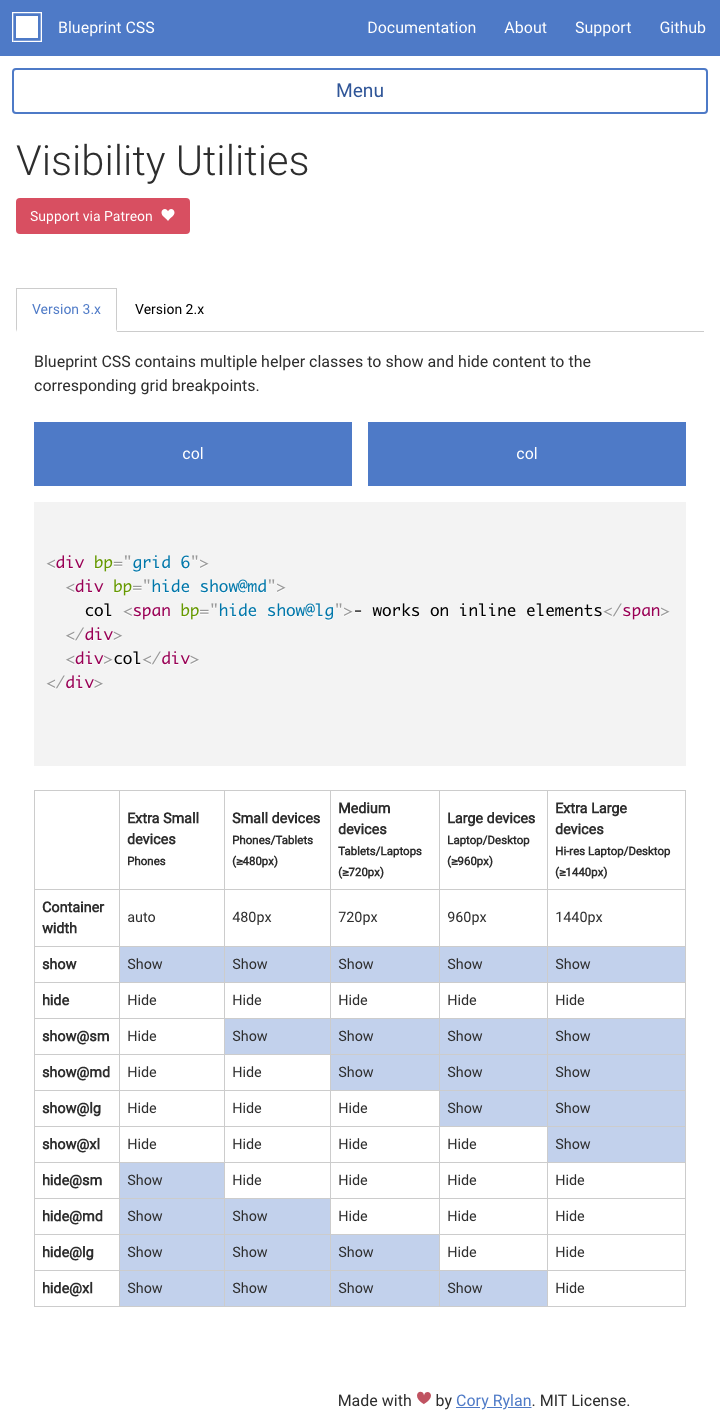 Blueprint CSS Documentation About Support Github
Menu
Visibility Utilities
Support via Patreon
Version 3.x Version 2.x
Blueprint CSS contains multiple helper classes to show and hide content to the
corresponding grid breakpoints.
col col
<div bp="grid 6">
  <div bp="hide show@md">
    col <span bp="hide show@lg">- works on inline elements</span>
  </div>
  <div>col</div>
</div>
Extra Small devices Phones
Small devices Phones/Tablets (≥480px)
Medium devices Tablets/Laptops (≥720px)
Large devices Laptop/Desktop (≥960px)
Extra Large devices Hi-res Laptop/Desktop (≥1440px)
Container width auto 480px 720px 960px 1440px
show Show Show Show Show Show
hide Hide Hide Hide Hide Hide
show@sm Hide Show Show Show Show
show@md Hide Hide Show Show Show
show@lg Hide Hide Hide Show Show
show@xl Hide Hide Hide Hide Show
hide@sm Show Hide Hide Hide Hide
hide@md Show Show Hide Hide Hide
hide@lg Show Show Show Hide Hide
hide@xl Show Show Show Show Hide
Made with ♥ by Cory Rylan. MIT License.